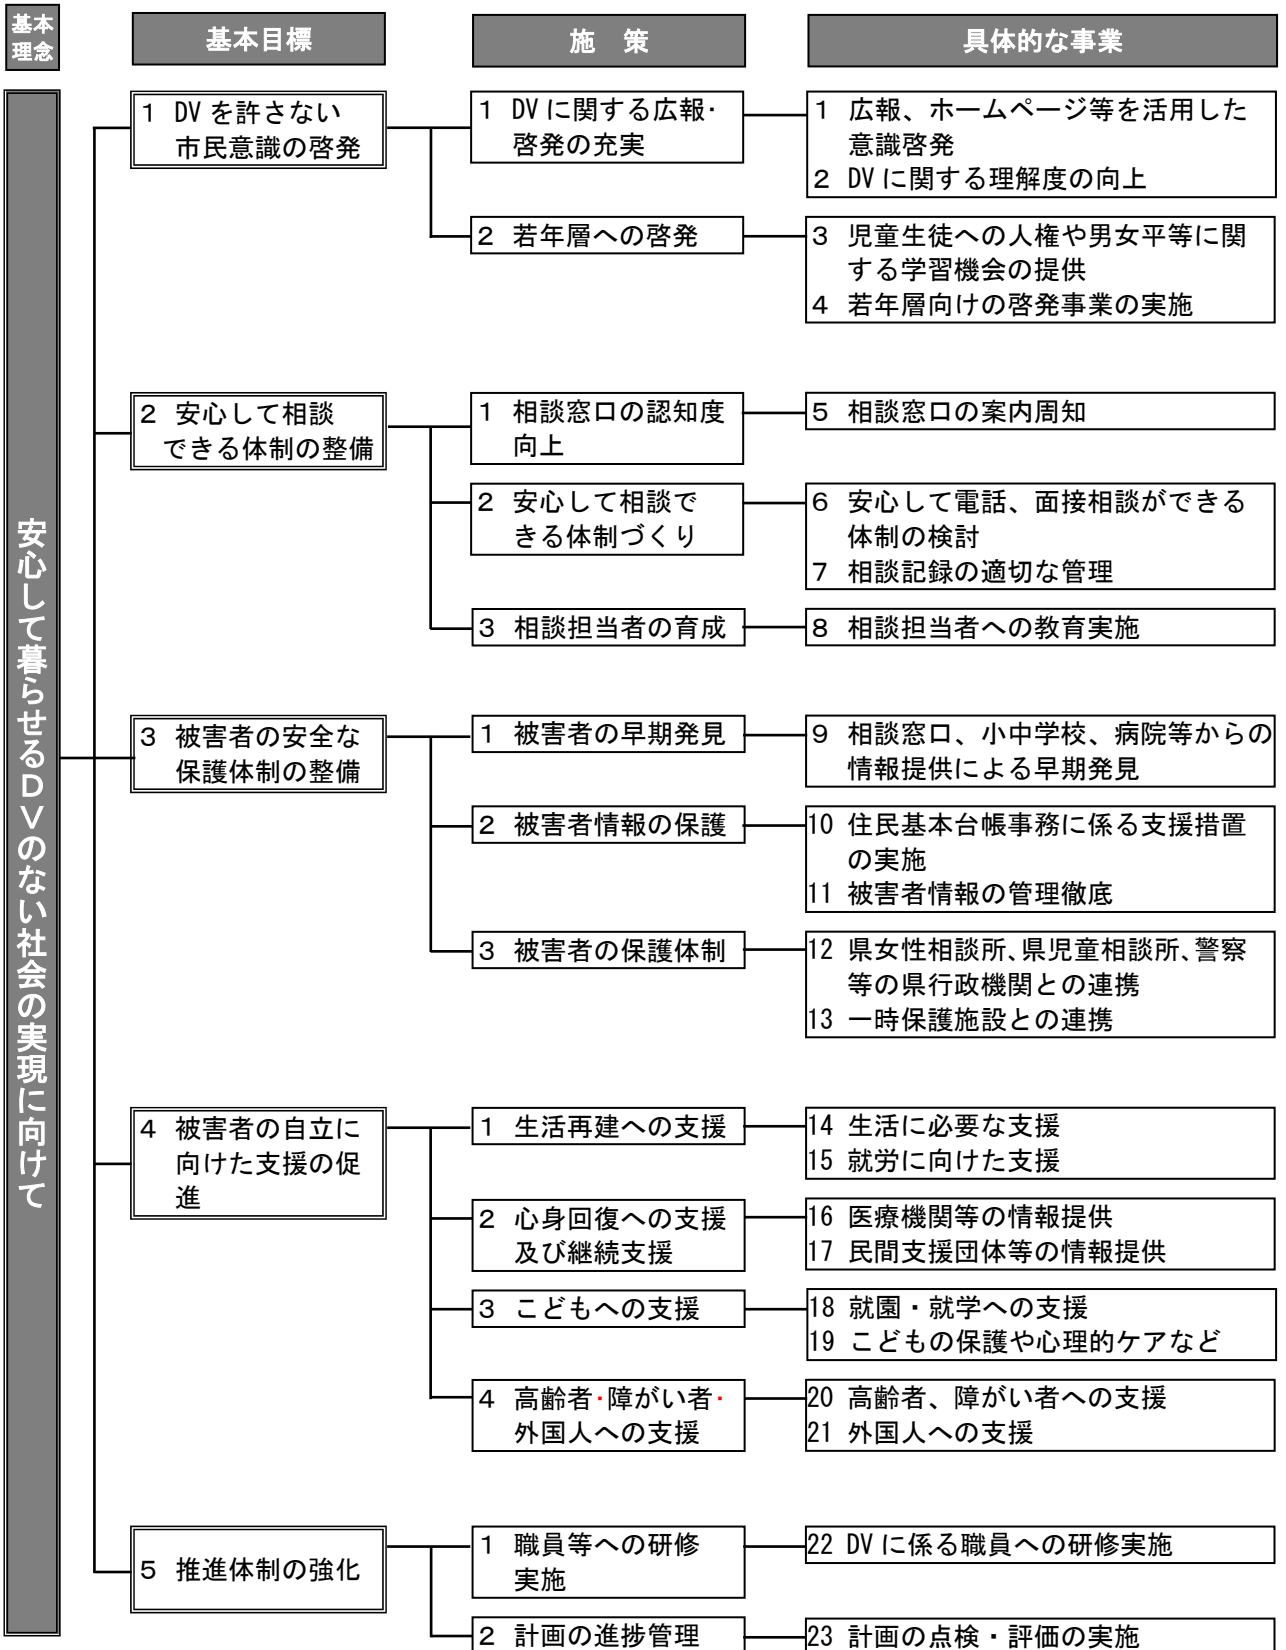 基本
理念
基本目標
施 策
具体的な事業
安心して暮らせるＤＶのない社会の実現に向けて
1 DVを許さない
市民意識の啓発
1 DVに関する広報･
啓発の充実
1 広報、ホームページ等を活用した
意識啓発
2 DVに関する理解度の向上
2 若年層への啓発
3 児童生徒への人権や男女平等に関
する学習機会の提供
4 若年層向けの啓発事業の実施
2 安心して相談
できる体制の整備
1 相談窓口の認知度
向上
5 相談窓口の案内周知
2 安心して相談で
きる体制づくり
6 安心して電話、面接相談ができる
体制の検討
7 相談記録の適切な管理
3 相談担当者の育成
8 相談担当者への教育実施
3 被害者の安全な
保護体制の整備
1 被害者の早期発見
9 相談窓口、小中学校、病院等からの
情報提供による早期発見
2 被害者情報の保護
10 住民基本台帳事務に係る支援措置
の実施
11 被害者情報の管理徹底
3 被害者の保護体制
12 県女性相談所､県児童相談所､警察
等の県行政機関との連携
13 一時保護施設との連携
4 被害者の自立に
向けた支援の促
進
1 生活再建への支援
14 生活に必要な支援
15 就労に向けた支援
2 心身回復への支援
及び継続支援
16 医療機関等の情報提供
17 民間支援団体等の情報提供
3 こどもへの支援
18 就園・就学への支援
19 こどもの保護や心理的ケアなど
4 高齢者･障がい者･
外国人への支援
20 高齢者、障がい者への支援
21 外国人への支援
5 推進体制の強化
1 職員等への研修
実施
22 DVに係る職員への研修実施
2 計画の進捗管理
23 計画の点検・評価の実施